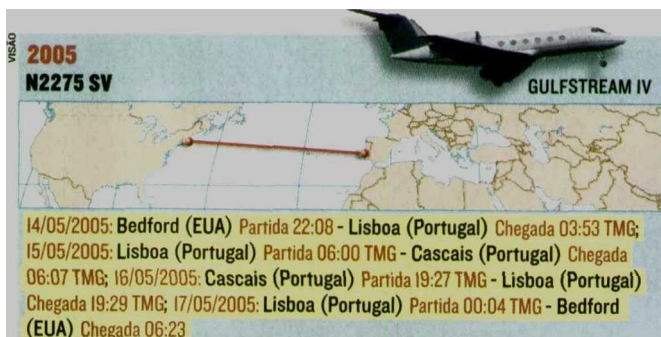 VISÃO
2005
N2275 SV
GULFSTREAM IV
14/05/2005: Bedford (EUA) Partida 22:08 - Lisboa (Portugal) Chegada 03:53 TMG;
15/05/2005: Lisboa (Portugal) Partida 06:00 TMG - Cascais (Portugal) Chegada
06:07 TMG; 16/05/2005: Cascais (Portugal) Partida 19:27 TMG - Lisboa (Portugal)
Chegada 19:29 TMG; 17/05/2005: Lisboa (Portugal) Partida 00:04 TMG - Bedford
(EUA) Chegada 06:23